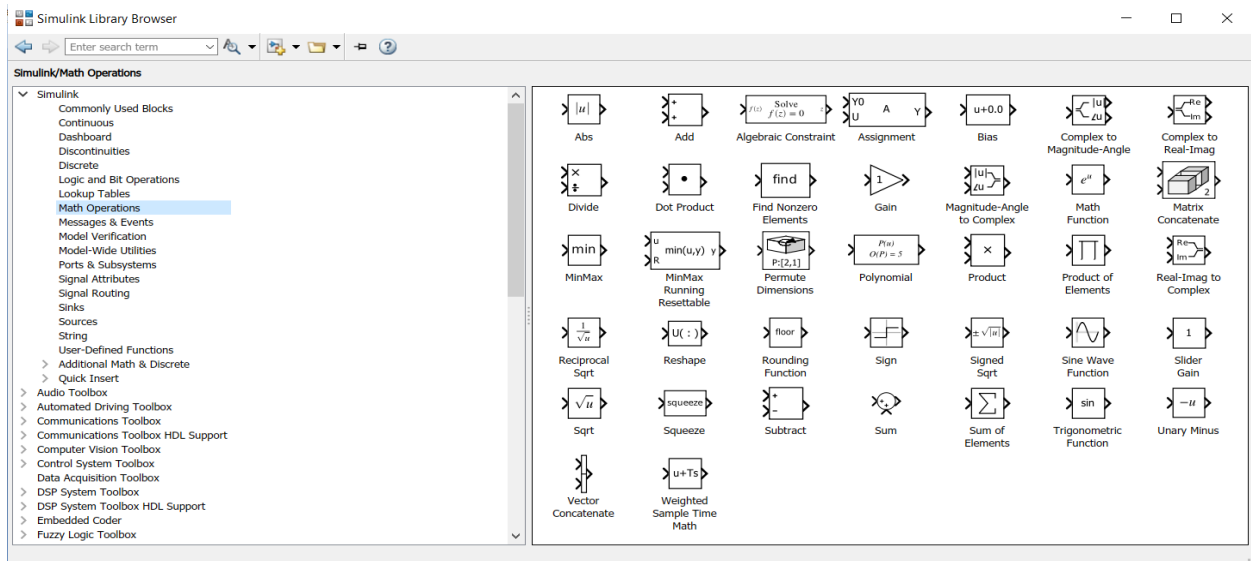 Simulink Library Browser
Enter search term
Simulink/Math Operations
Simulink
Commonly Used Blocks
Continuous
Dashboard
Discontinuities
Discrete
Logic and Bit Operations
Lookup Tables
Math Operations
Messages & Events
Model Verification
Model-Wide Utilities
Ports & Subsystems
Signal Attributes
Signal Routing
Sinks
Sources
String
User-Defined Functions
Additional Math & Discrete
Quick Insert
Audio Toolbox
Automated Driving Toolbox
Communications Toolbox
Communications Toolbox HDL Support
Computer Vision Toolbox
Control System Toolbox
Data Acquisition Toolbox
DSP System Toolbox
DSP System Toolbox HDL Support
Embedded Coder
Fuzzy Logic Toolbox
|u|
Abs
+
+
Add
f(z) Solve f(z) = 0 z
Algebraic Constraint
Y0
U A Y
Assignment
u+0.0
Bias
|u|
∠u
Complex to
Magnitude-Angle
Re
Im
Complex to
Real-Imag
×
÷
Divide
•
Dot Product
find
Find Nonzero
Elements
1
Gain
|u|
∠u
Magnitude-Angle
to Complex
eᵘ
Math
Function
2
Matrix
Concatenate
min
MinMax
u
R min(u,y) y
MinMax
Running
Resettable
P:[2,1]
Permute
Dimensions
P(u)
O(P) = 5
Polynomial
×
Product
∏
Product of
Elements
Re
Im
Real-Imag to
Complex
1
√u
Reciprocal
Sqrt
U( : )
Reshape
floor
Rounding
Function
Sign
±√|u|
Signed
Sqrt
Sine Wave
Function
1
Slider
Gain
√u
Sqrt
squeeze
Squeeze
+
−
Subtract
+
+
Sum
∑
Sum of
Elements
sin
Trigonometric
Function
−u
Unary Minus
Vector
Concatenate
u+Ts
Weighted
Sample Time
Math